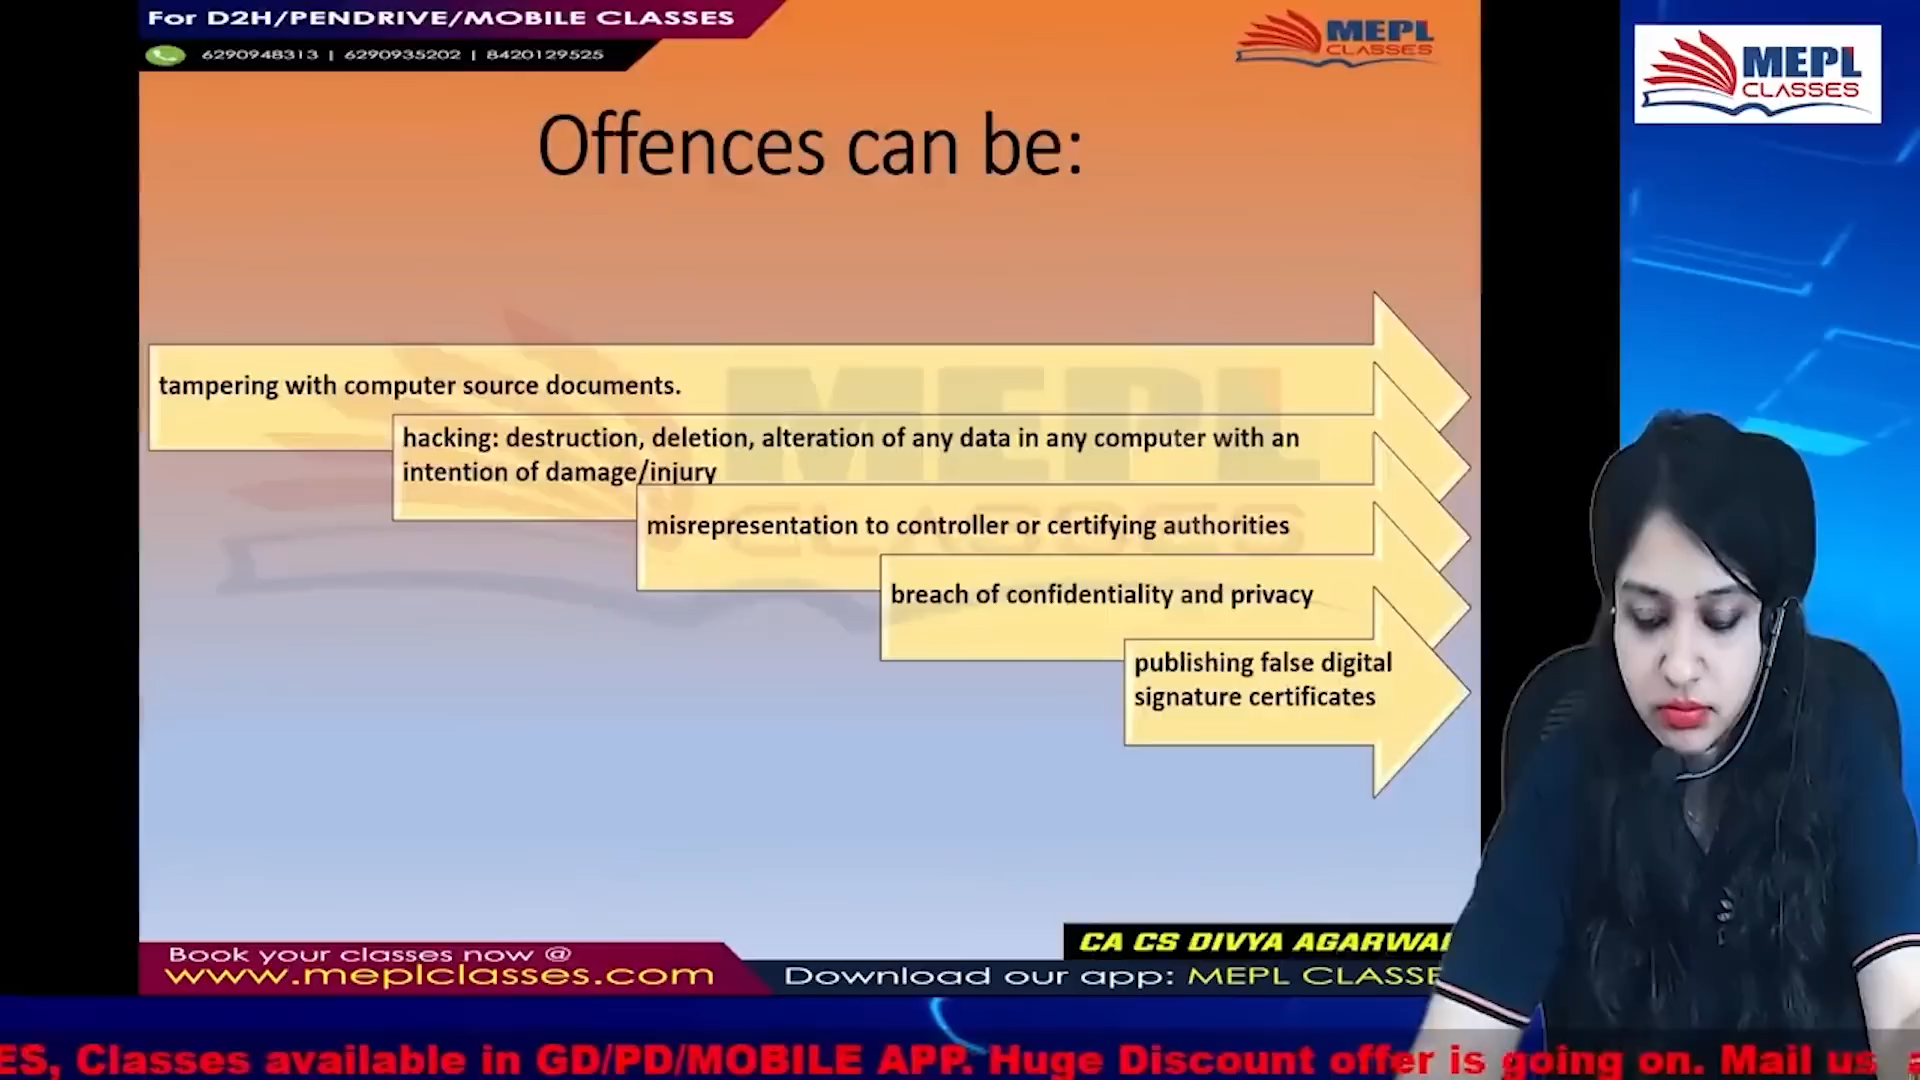 For D2H/PENDRIVE/MOBILE CLASSES
6290948313 | 6290935202 | 8420129525
MEPL
CLASSES
MEPL
CLASSES
Offences can be:
tampering with computer source documents.
hacking: destruction, deletion, alteration of any data in any computer with an
intention of damage/injury
misrepresentation to controller or certifying authorities
breach of confidentiality and privacy
publishing false digital
signature certificates
MEPL
CLASSES
CA CS DIVYA AGARWA
Book your classes now @
www.meplclasses.com
Download our app: MEPL CLASSE
ES, Classes available in GD/PD/MOBILE APP. Huge Discount offer is going on. Mail us